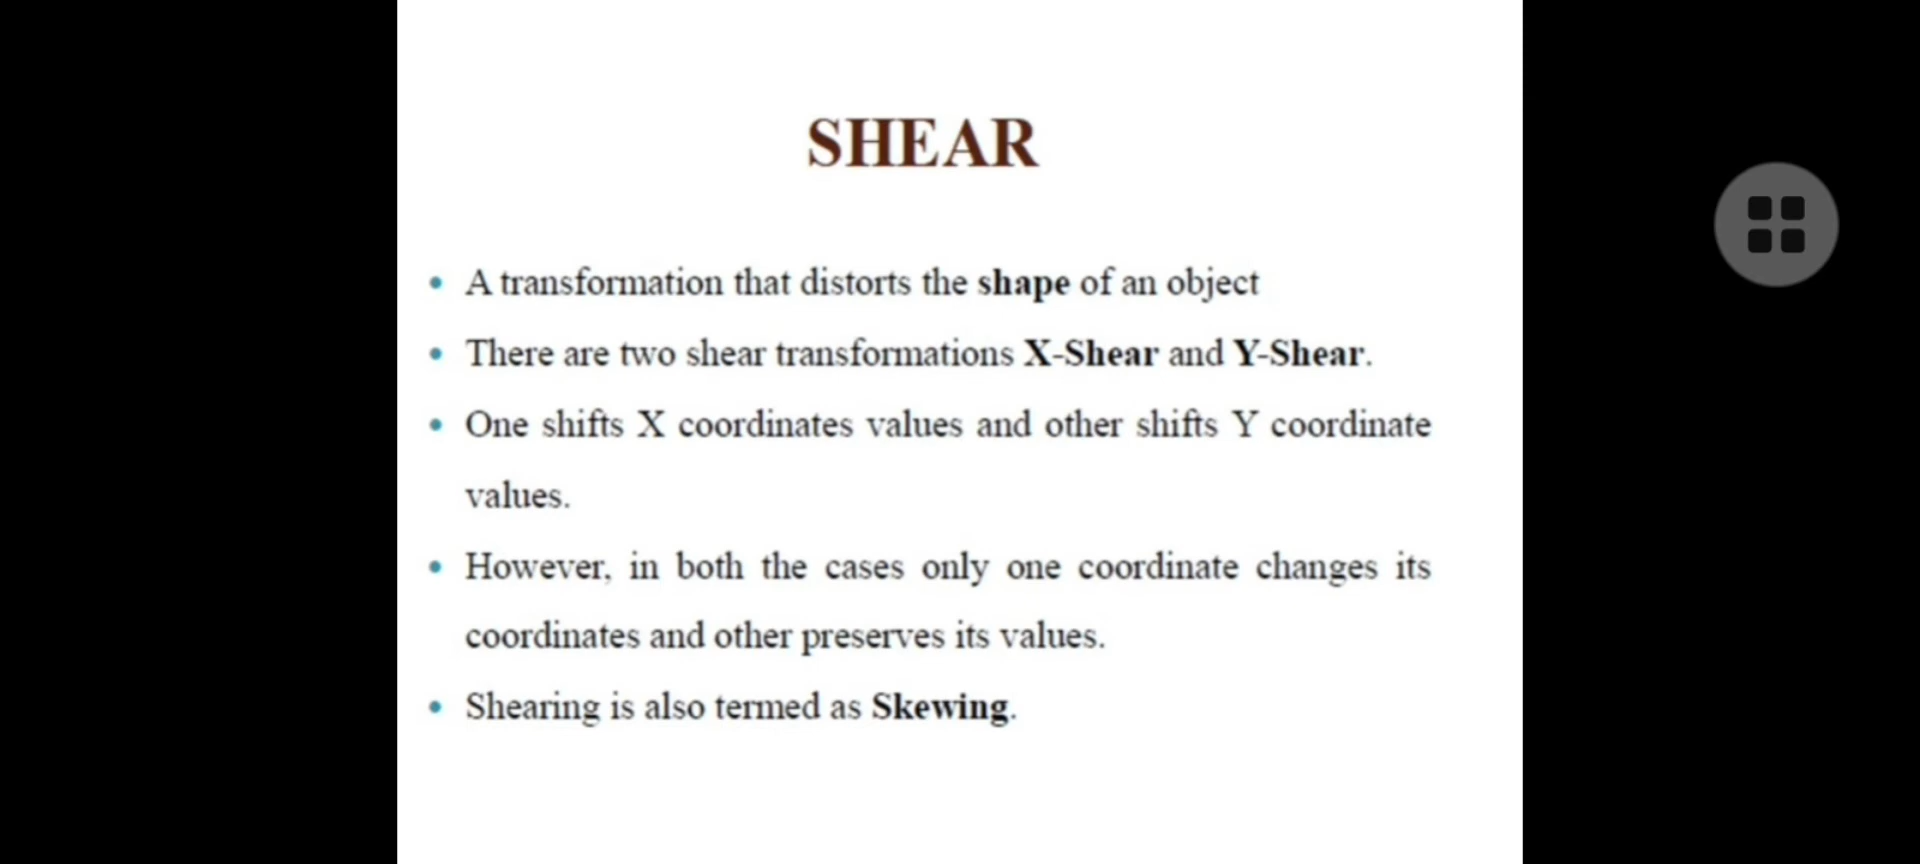 SHEAR
• A transformation that distorts the shape of an object
• There are two shear transformations X-Shear and Y-Shear.
• One shifts X coordinates values and other shifts Y coordinate
values.
• However, in both the cases only one coordinate changes its
coordinates and other preserves its values.
• Shearing is also termed as Skewing.